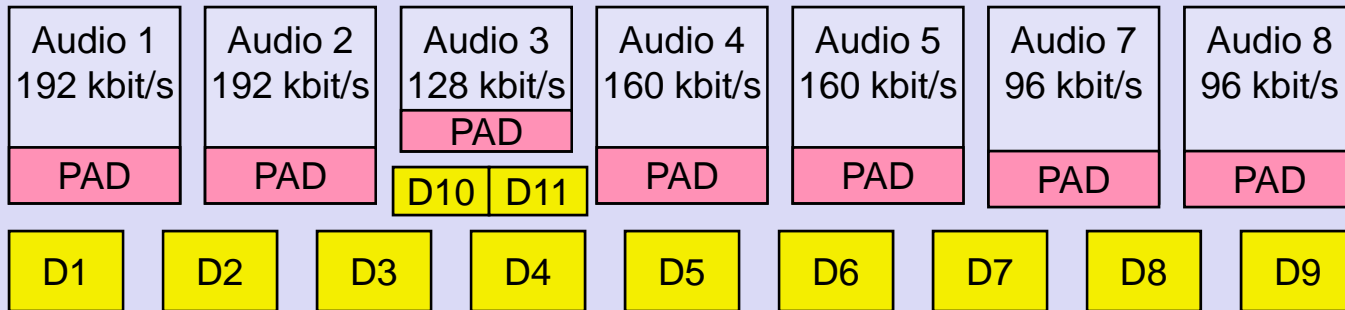 Audio 1
192 kbit/s
PAD
Audio 2
192 kbit/s
PAD
Audio 3
128 kbit/s
PAD
D10 D11
Audio 4
160 kbit/s
PAD
Audio 5
160 kbit/s
PAD
Audio 7
96 kbit/s
PAD
Audio 8
96 kbit/s
PAD
D1 D2 D3 D4 D5 D6 D7 D8 D9